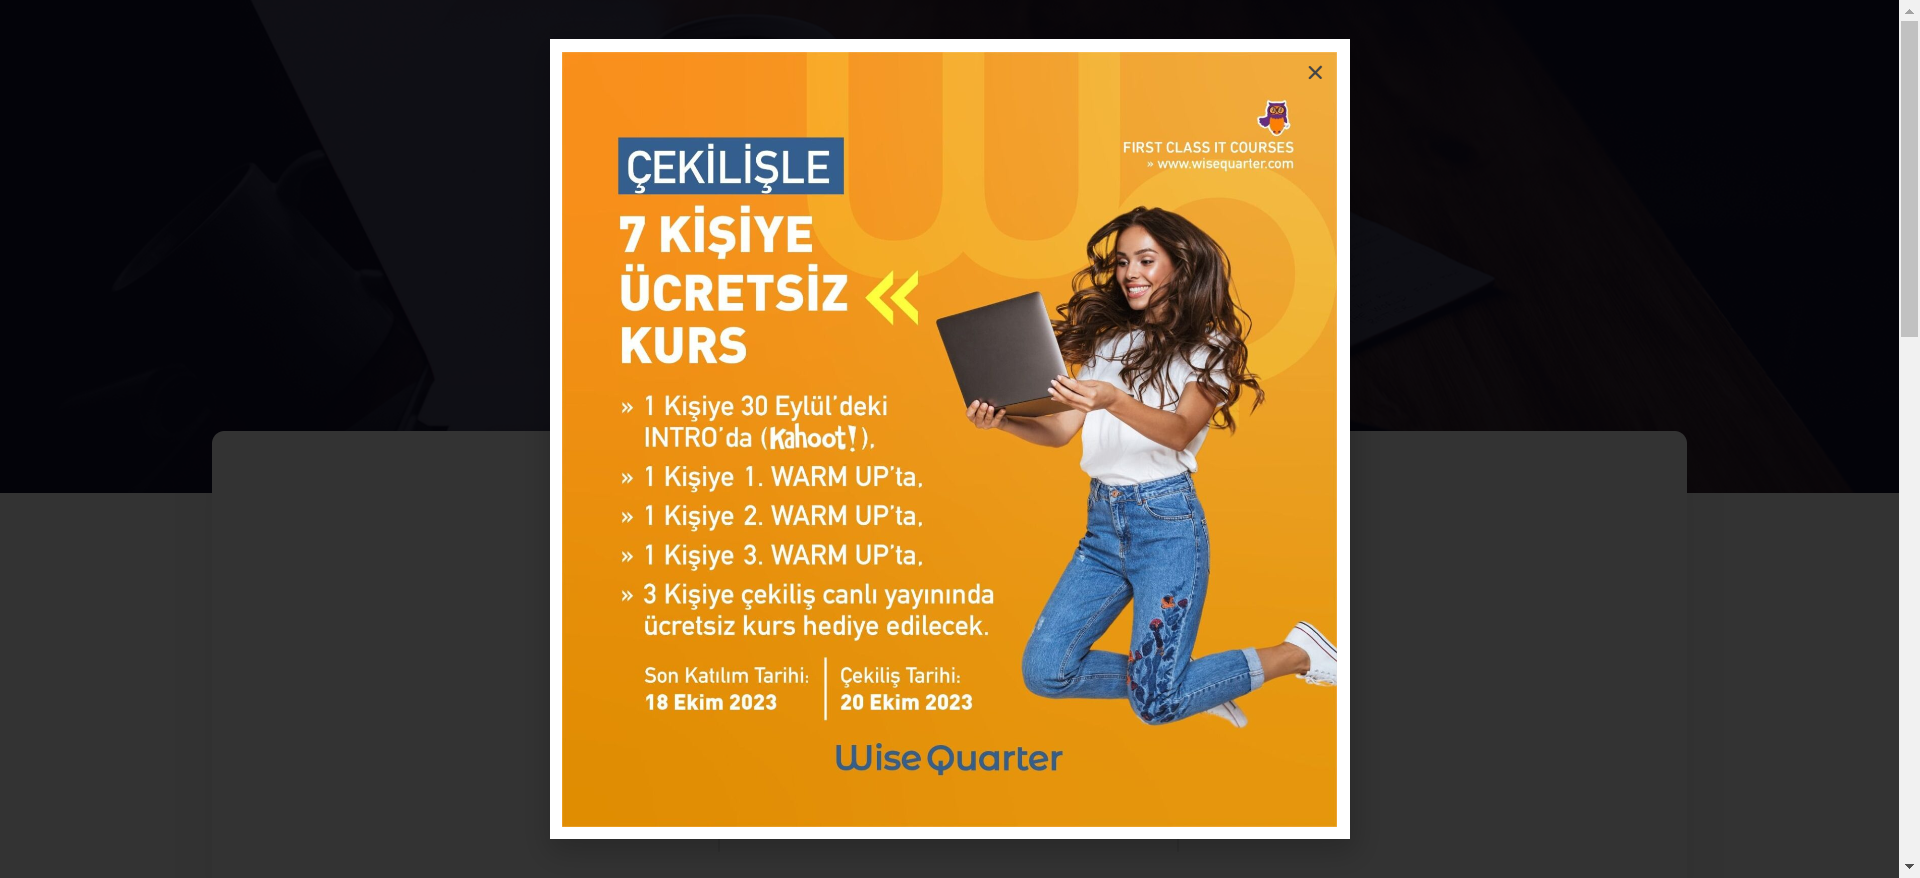 FIRST CLASS IT COURSES
» www.wisequarter.com
ÇEKİLİŞLE
7 KİŞİYE
ÜCRETSİZ
KURS
» 1 Kişiye 30 Eylül’deki
INTRO’da (Kahoot!),
» 1 Kişiye 1. WARM UP’ta,
» 1 Kişiye 2. WARM UP’ta,
» 1 Kişiye 3. WARM UP’ta,
» 3 Kişiye çekiliş canlı yayınında
ücretsiz kurs hediye edilecek.
Son Katılım Tarihi:
18 Ekim 2023
Çekiliş Tarihi:
20 Ekim 2023
Wise Quarter